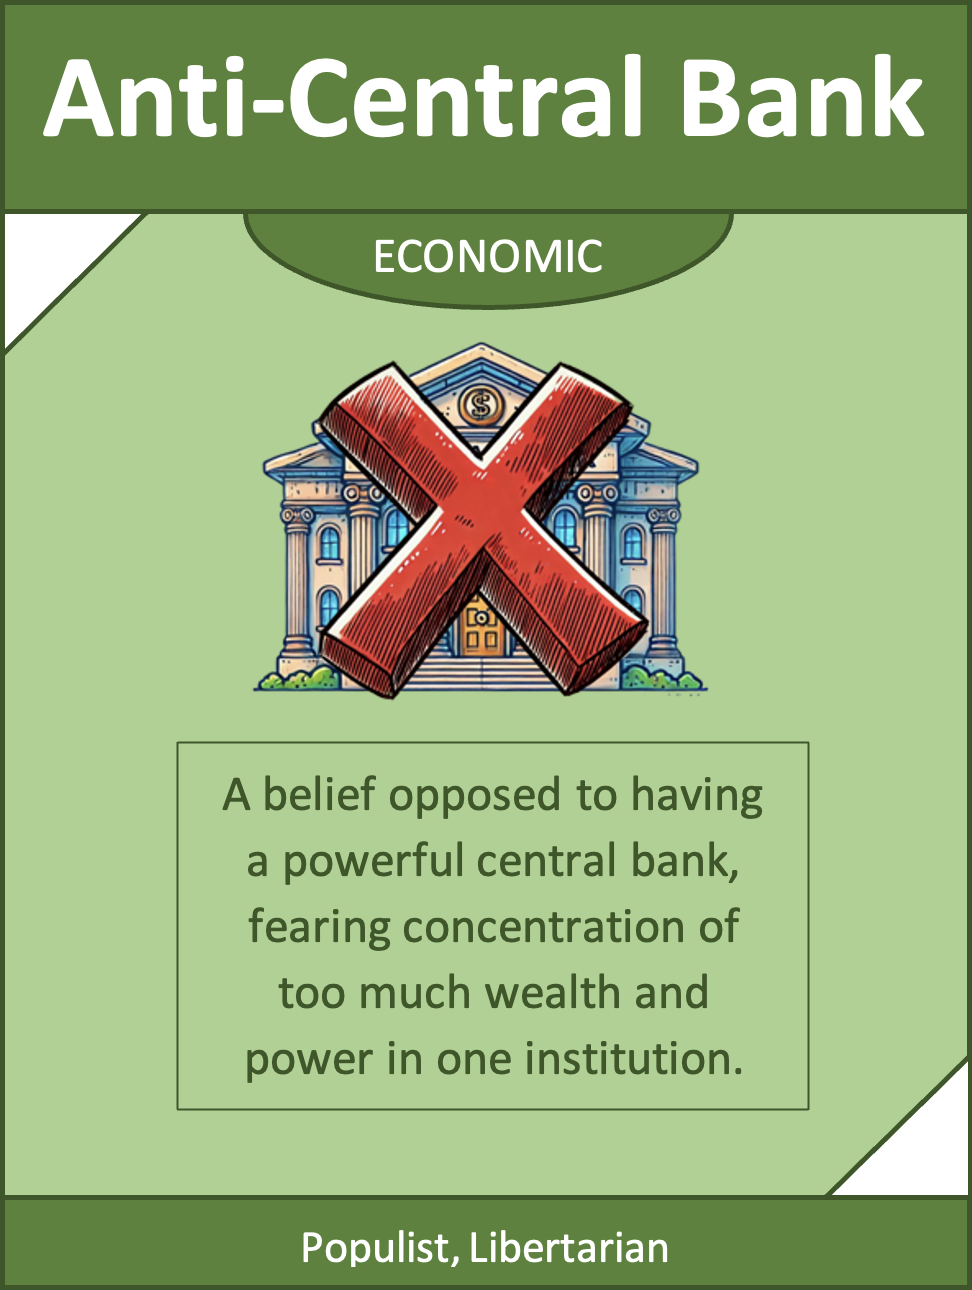 Anti-Central Bank
ECONOMIC
$
A belief opposed to having
a powerful central bank,
fearing concentration of
too much wealth and
power in one institution.
Populist, Libertarian